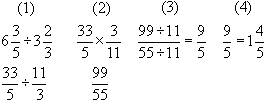 (1) (2) (3) (4)
6 3/5 ÷ 3 2/3   33/5 × 3/11   99÷11/55÷11 = 9/5   9/5 = 1 4/5
33/5 ÷ 11/3   99/55